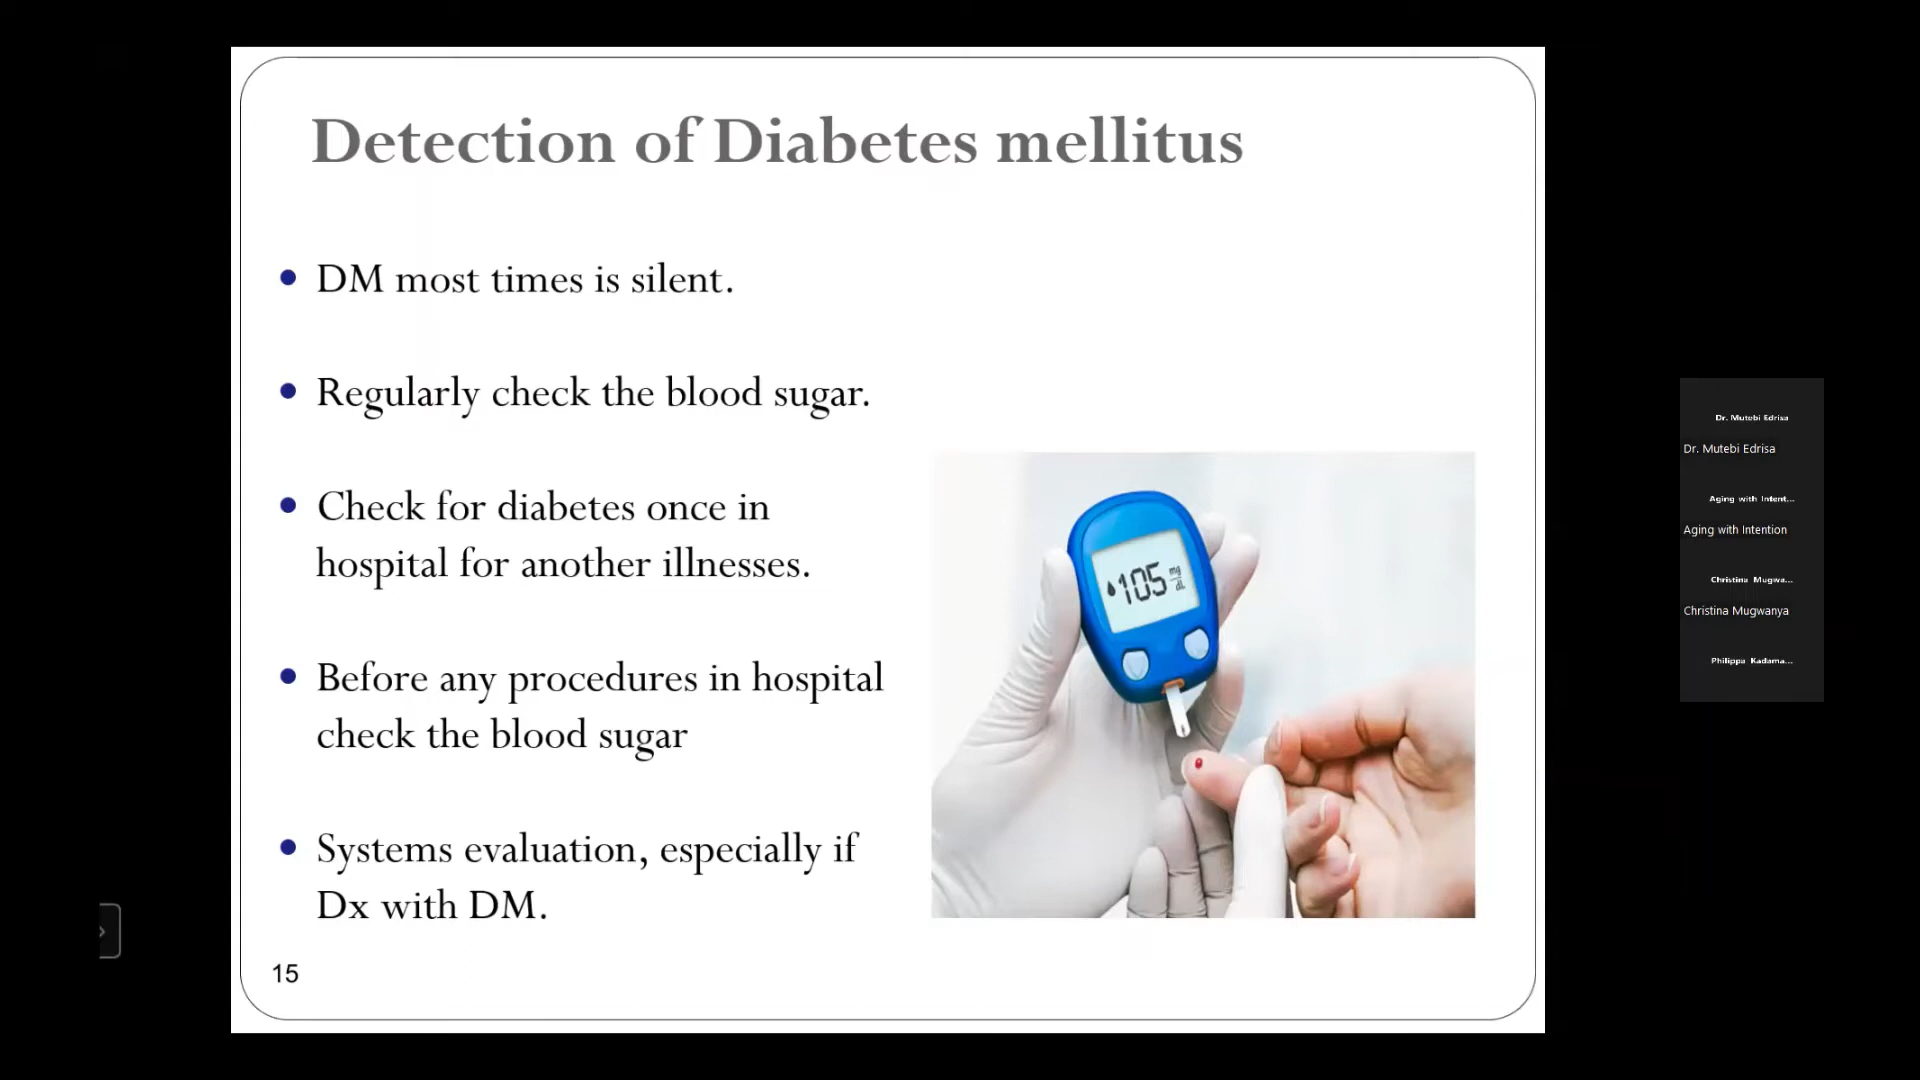 Detection of Diabetes mellitus
DM most times is silent.
Regularly check the blood sugar.
Check for diabetes once in
hospital for another illnesses.
Before any procedures in hospital
check the blood sugar
Systems evaluation, especially if
Dx with DM.
15
105 mg/dL
Dr. Mutebi Edrisa
Dr. Mutebi Edrisa
Aging with Intent...
Aging with Intention
Christina Mugwa...
Christina Mugwanya
Philippa Kadama...